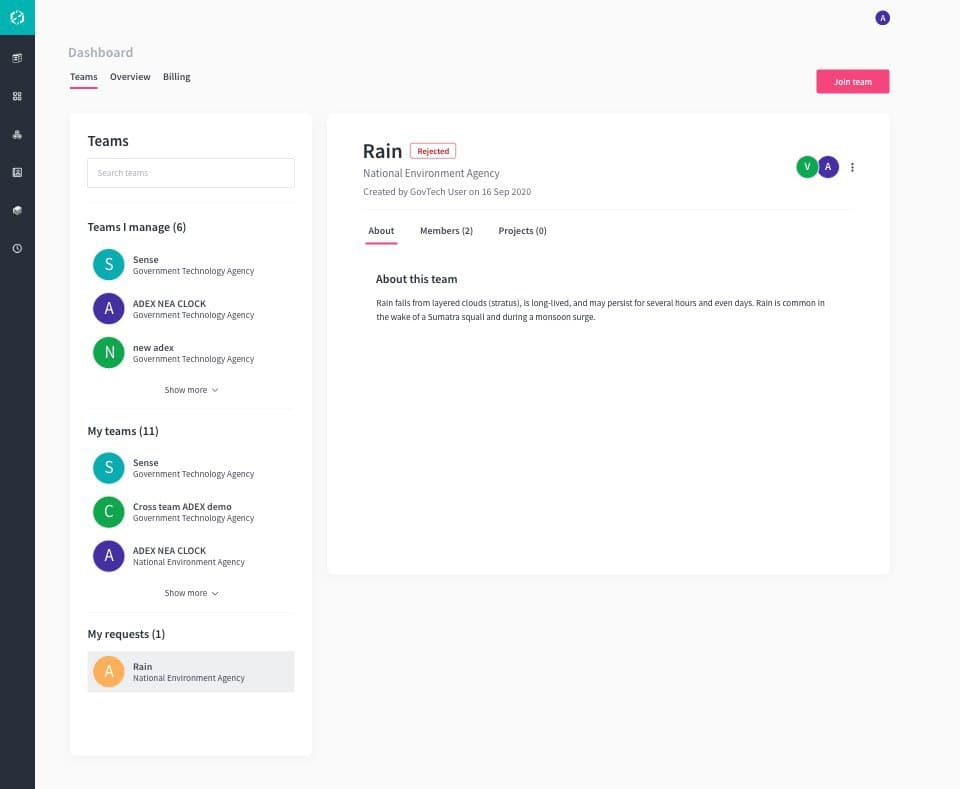 A
Dashboard
Teams Overview Billing
Join team
Teams
Search teams
Teams I manage (6)
S
Sense
Government Technology Agency
A
ADEX NEA CLOCK
Government Technology Agency
N
new adex
Government Technology Agency
Show more
My teams (11)
S
Sense
Government Technology Agency
C
Cross team ADEX demo
Government Technology Agency
A
ADEX NEA CLOCK
National Environment Agency
Show more
My requests (1)
A
Rain
National Environment Agency
Rain Rejected
National Environment Agency
Created by GovTech User on 16 Sep 2020
V A
About Members (2) Projects (0)
About this team
Rain falls from layered clouds (stratus), is long-lived, and may persist for several hours and even days. Rain is common in
the wake of a Sumatra squall and during a monsoon surge.